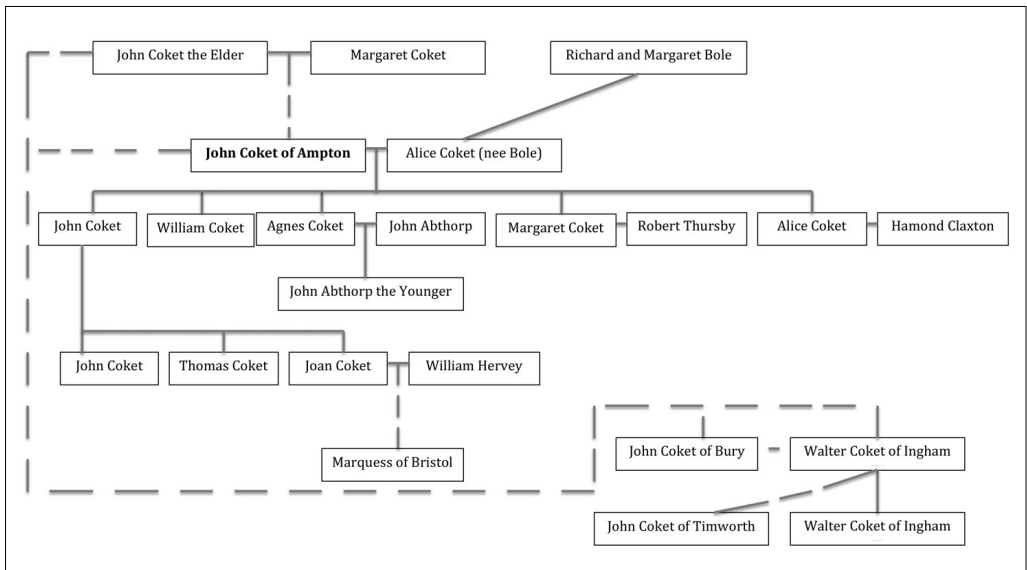 John Coket the Elder
Margaret Coket
Richard and Margaret Bole
John Coket of Ampton
Alice Coket (nee Bole)
John Coket
William Coket
Agnes Coket
John Abthorp
Margaret Coket
Robert Thursby
Alice Coket
Hamond Claxton
John Abthorp the Younger
John Coket
Thomas Coket
Joan Coket
William Hervey
Marquess of Bristol
John Coket of Bury
Walter Coket of Ingham
John Coket of Timworth
Walter Coket of Ingham